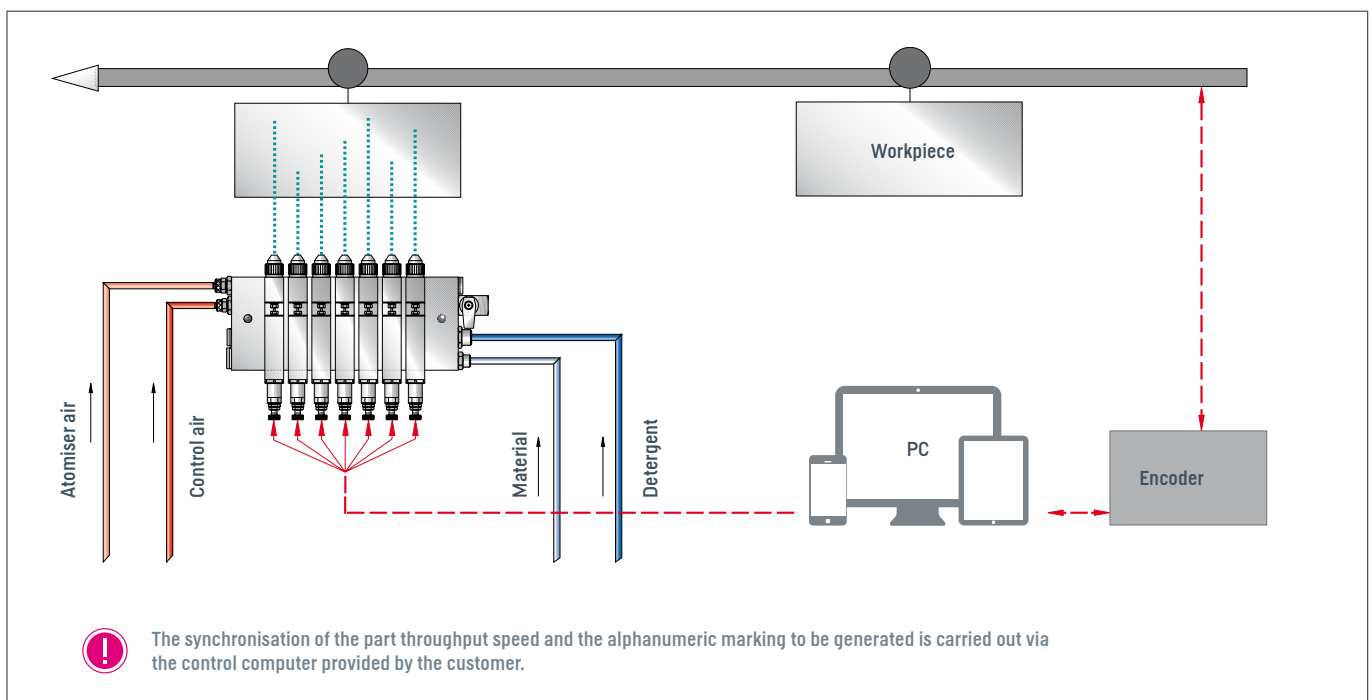 Workpiece
Atomiser air
Control air
Material
Detergent
PC
Encoder
The synchronisation of the part throughput speed and the alphanumeric marking to be generated is carried out via
the control computer provided by the customer.